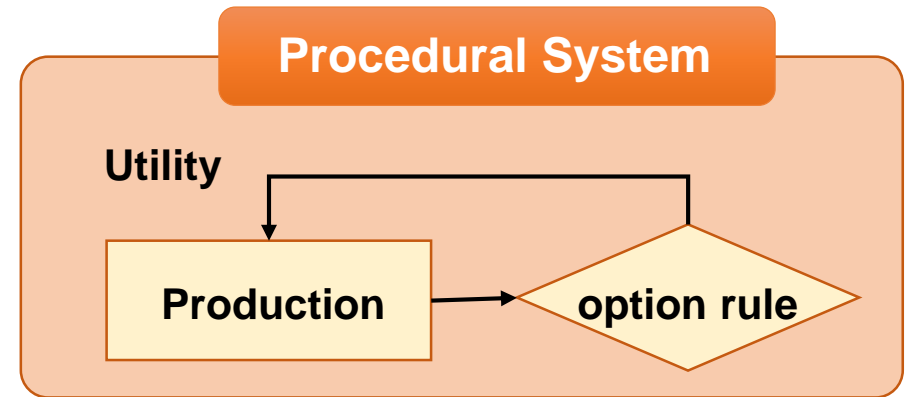 Procedural System
Utility
Production
option rule